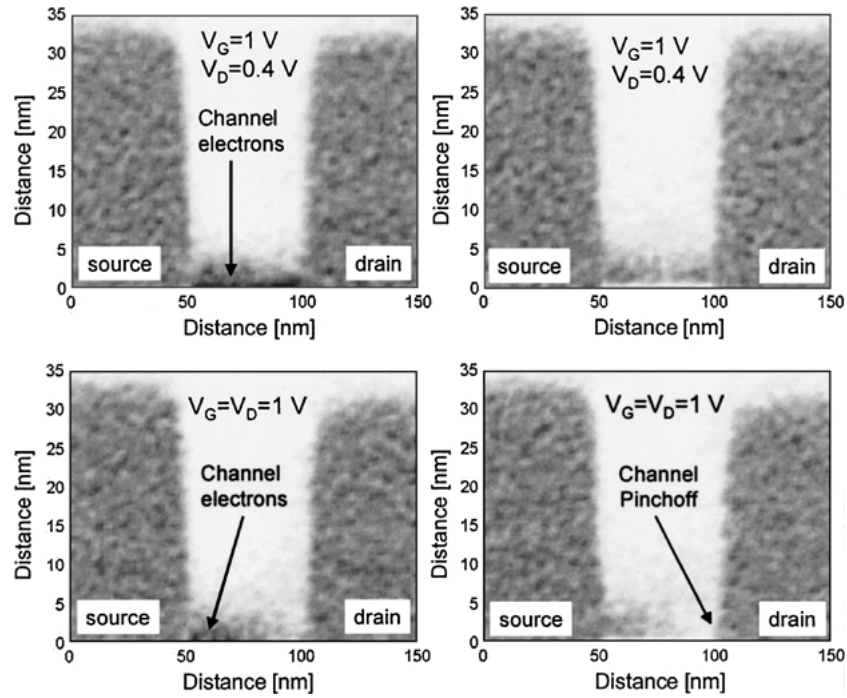 35
30
25
20
15
10
5
0
Distance [nm]
V_G=1 V
V_D=0.4 V
Channel
electrons
source
drain
0 50 100 150
Distance [nm]
35
30
25
20
15
10
5
0
Distance [nm]
V_G=1 V
V_D=0.4 V
source
drain
0 50 100 150
Distance [nm]
35
30
25
20
15
10
5
0
Distance [nm]
V_G=V_D=1 V
Channel
electrons
source
drain
0 50 100 150
Distance [nm]
35
30
25
20
15
10
5
0
Distance [nm]
V_G=V_D=1 V
Channel
Pinchoff
source
drain
0 50 100 150
Distance [nm]